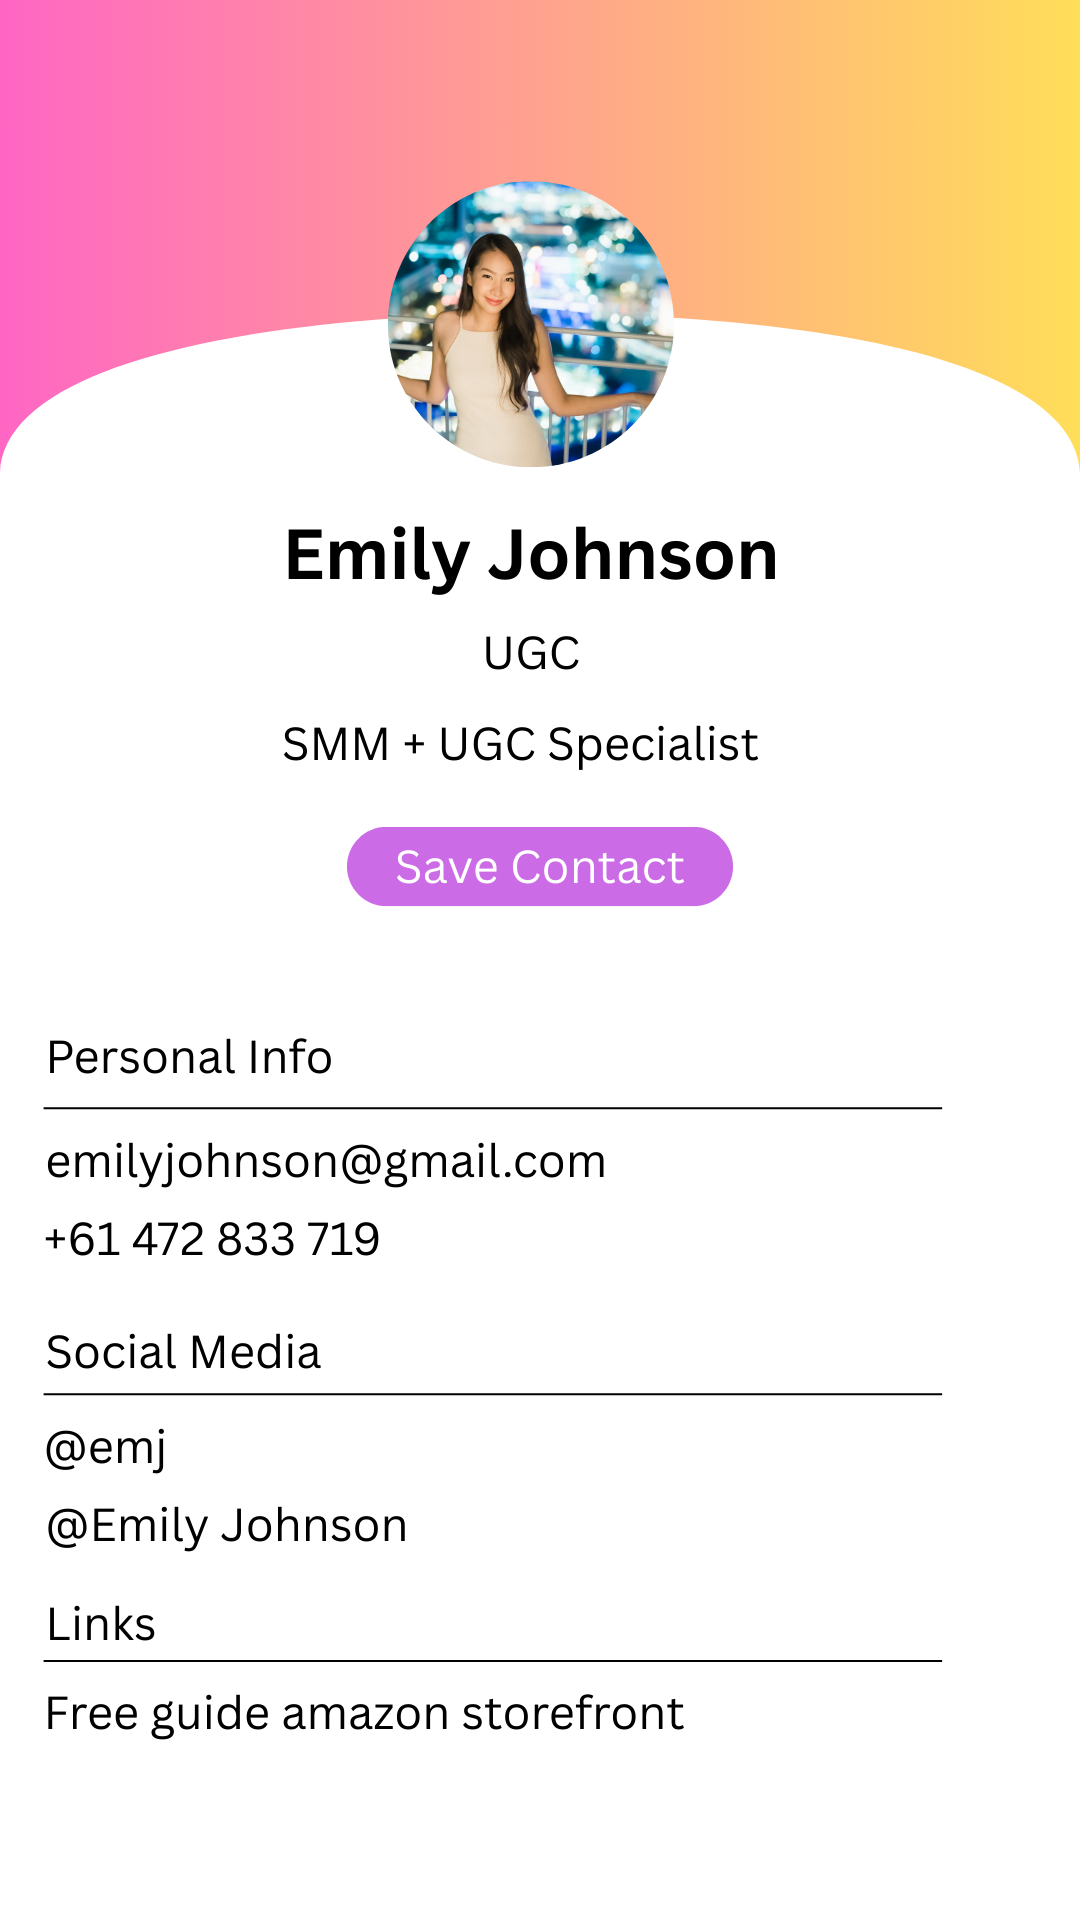 Emily Johnson
UGC
SMM + UGC Specialist
Save Contact
Personal Info
emilyjohnson@gmail.com
+61 472 833 719
Social Media
@emj
@Emily Johnson
Links
Free guide amazon storefront